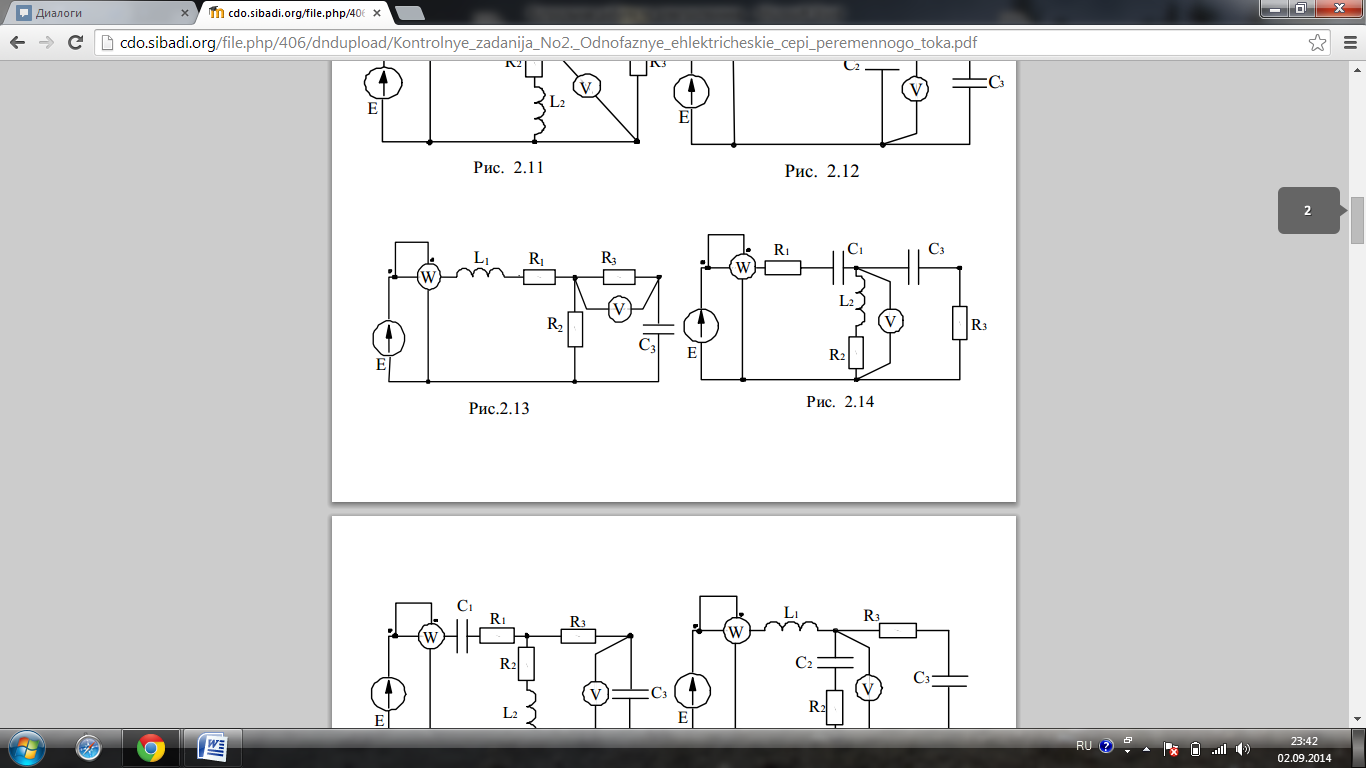 Диалоги
cdo.sibadi.org/file.php/406
cdo.sibadi.org/file.php/406/dndupload/Kontrolnye_zadanija_No2._Odnofaznye_ehlektricheskie_cepi_peremennogo_toka.pdf
R2 V R3
E L2
Рис. 2.11
C2 V C3
E
Рис. 2.12
2
W L1 R1 R3
V
R2 C3
E
Рис.2.13
W R1 C1 C3
L2 V R3
E R2
Рис. 2.14
C1
W R1 R3
R2
V C3
E L2
W L1 R3
C2 C3
V
E R2
RU
23:42
02.09.2014